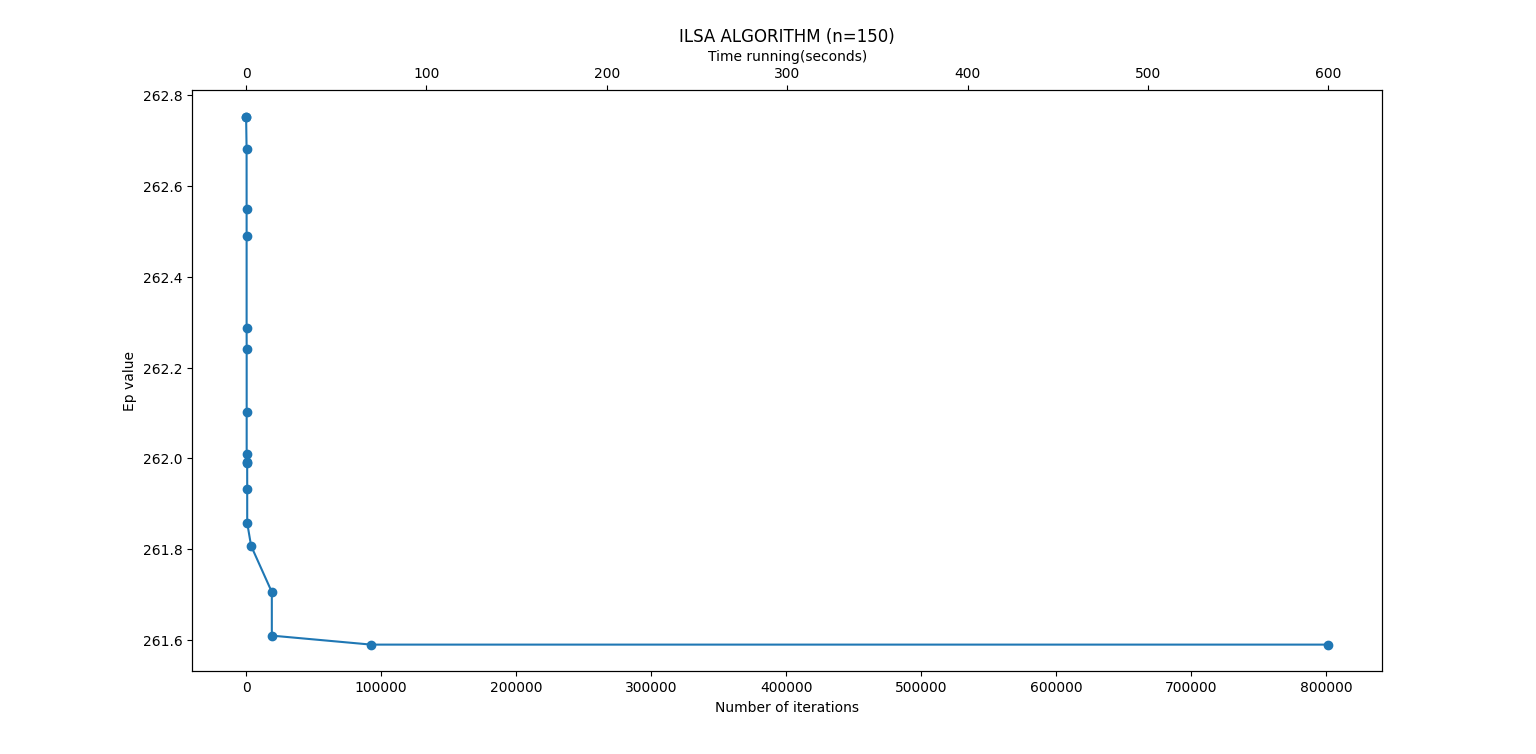 ILSA ALGORITHM (n=150)
Time running(seconds)
0 100 200 300 400 500 600
262.8
262.6
262.4
262.2
262.0
261.8
261.6
Ep value
0 100000 200000 300000 400000 500000 600000 700000 800000
Number of iterations